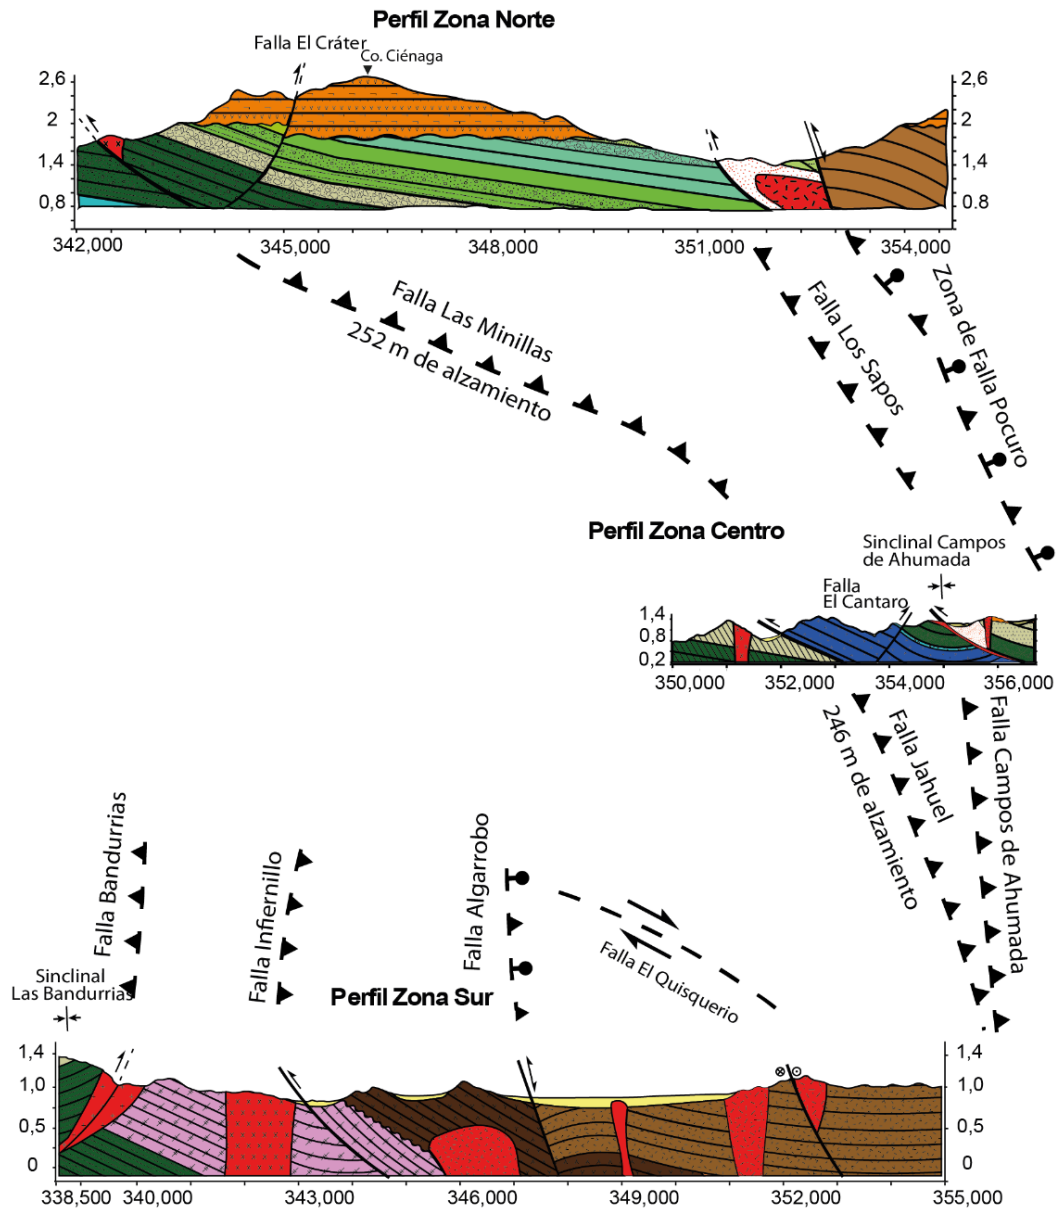 Perfil Zona Norte
Falla El Cráter
Co. Ciénaga
2,6
2
1,4
0,8
2,6
2
1,4
0.8
342,000
345,000
348,000
351,000
354,000
Falla Las Minillas
252 m de alzamiento
Falla Los Sapos
Zona de Falla Pocuro
Perfil Zona Centro
Sinclinal Campos
de Ahumada
Falla
El Cantaro
1,4
0,8
0,2
350,000
352,000
354,000
356,000
Falla Jahuel
246 m de alzamiento
Falla Campos de Ahumada
Falla Bandurrias
Falla Infiernillo
Falla Algarrobo
Falla El Quisquerio
Sinclinal
Las Bandurrias
Perfil Zona Sur
1,4
1,0
0,5
0
1,4
1,0
0,5
0
338,500
340,000
343,000
346,000
349,000
352,000
355,000